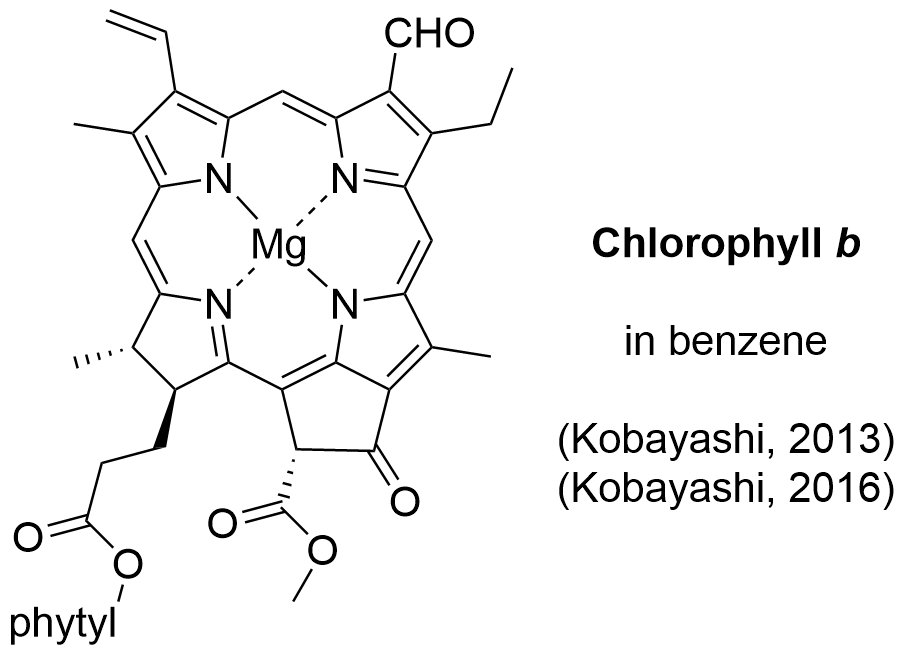 CHO
N
N
Mg
N
N
O
O
O
O
O
phytyl
Chlorophyll b
in benzene
(Kobayashi, 2013)
(Kobayashi, 2016)